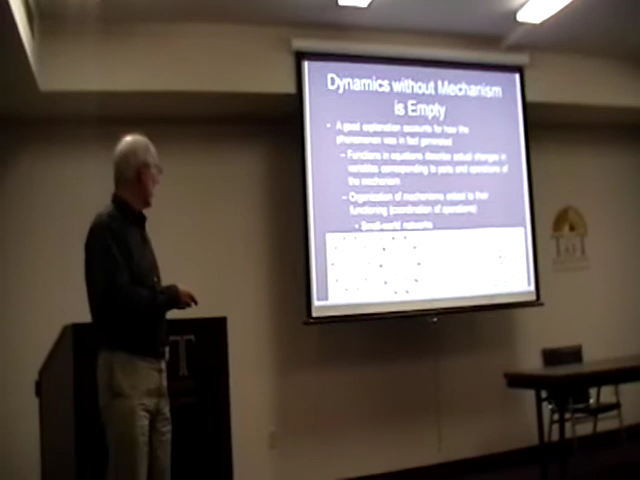 Dynamics without Mechanism
is Empty
• A good explanation accounts for how the
phenomenon was in fact generated
– Functions in equations describe actual changes in
variables corresponding to parts and operations of
the mechanism
– Organization of mechanisms critical to their
functioning (coordination of operations)
• Small-world networks
TAFT
T